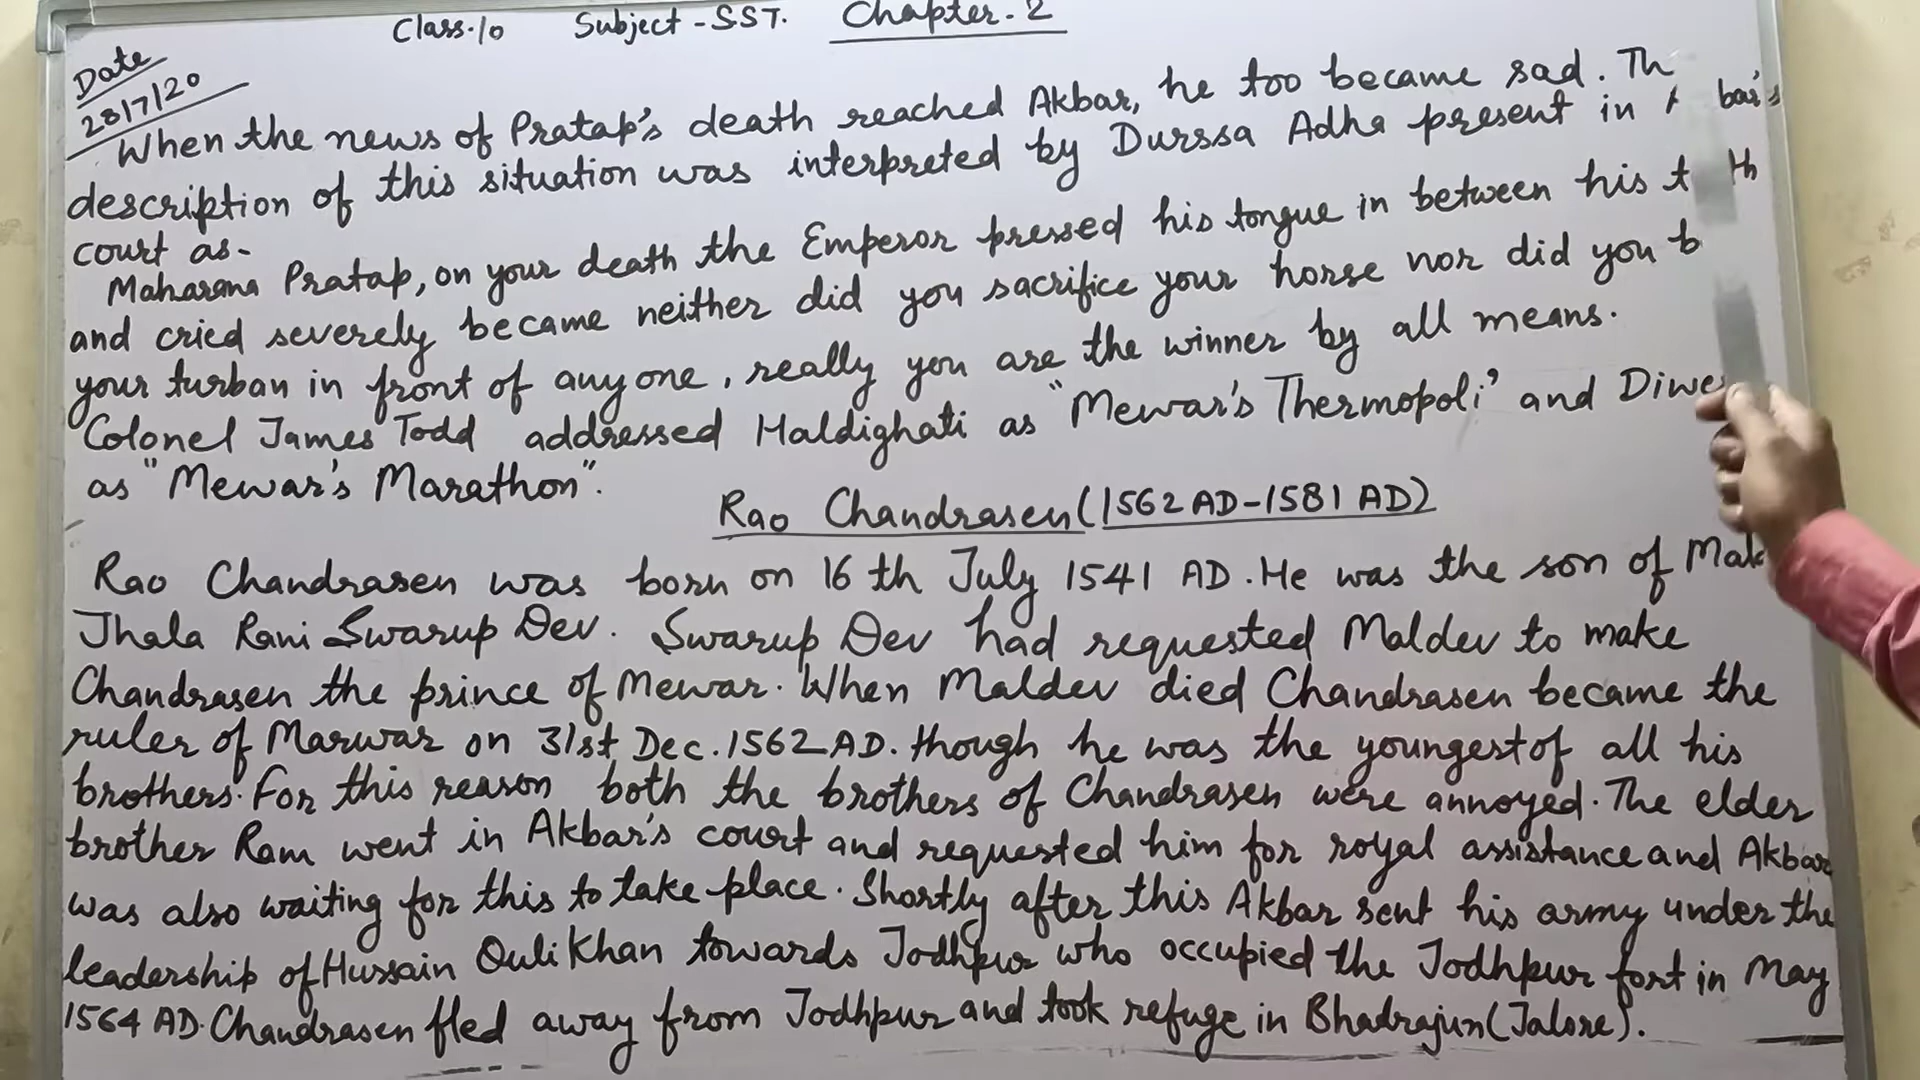 Class.10 Subject-SST. Chapter-2
Date
28/7/20
When the news of Pratap's death reached Akbar, he too became sad.
description of this situation was interpreted by Durssa Adha present in
court as-
Maharana Pratap, on your death the Emperor pressed his tongue in between his
and cried severely became neither did you sacrifice your horse nor did you
your turban in front of anyone, really you are the winner by all means.
Colonel James Todd addressed Haldighati as "Mewar's Thermopoli" and
as "Mewar's Marathon".
Rao Chandrasen (1562 AD-1581 AD)
Rao Chandrasen was born on 16 th July 1541 AD. He was the son of
Jhala Rani Swarup Dev. Swarup Dev had requested Maldev to make
Chandrasen the prince of Mewar. When Maldev died Chandrasen became the
ruler of Marwar on 31st Dec. 1562 AD. though he was the youngest of all his
brothers. For this reason both the brothers of Chandrasen were annoyed. The elder
brother Ram went in Akbar's court and requested him for royal assistance and Akbar
was also waiting for this to take place. Shortly after this Akbar sent his army under the
leadership of Hussain Quli Khan towards Jodhpur who occupied the Jodhpur fort in May
1564 AD. Chandrasen fled away from Jodhpur and took refuge in Bhadrajun (Jalore).